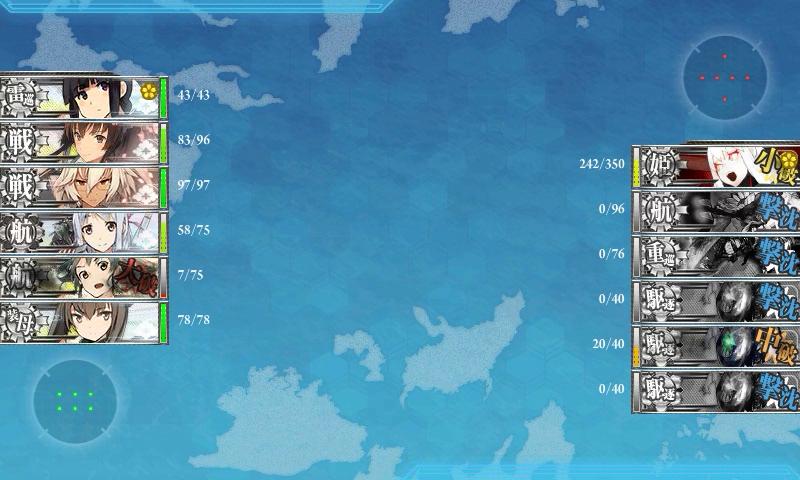 雷巡
43/43
戦
83/96
戦
97/97
航
58/75
航
大破
7/75
装母
78/78
242/350
姫
小破
0/96
航
撃沈
0/76
重巡
撃沈
0/40
駆逐
撃沈
20/40
駆逐
中破
0/40
駆逐
撃沈